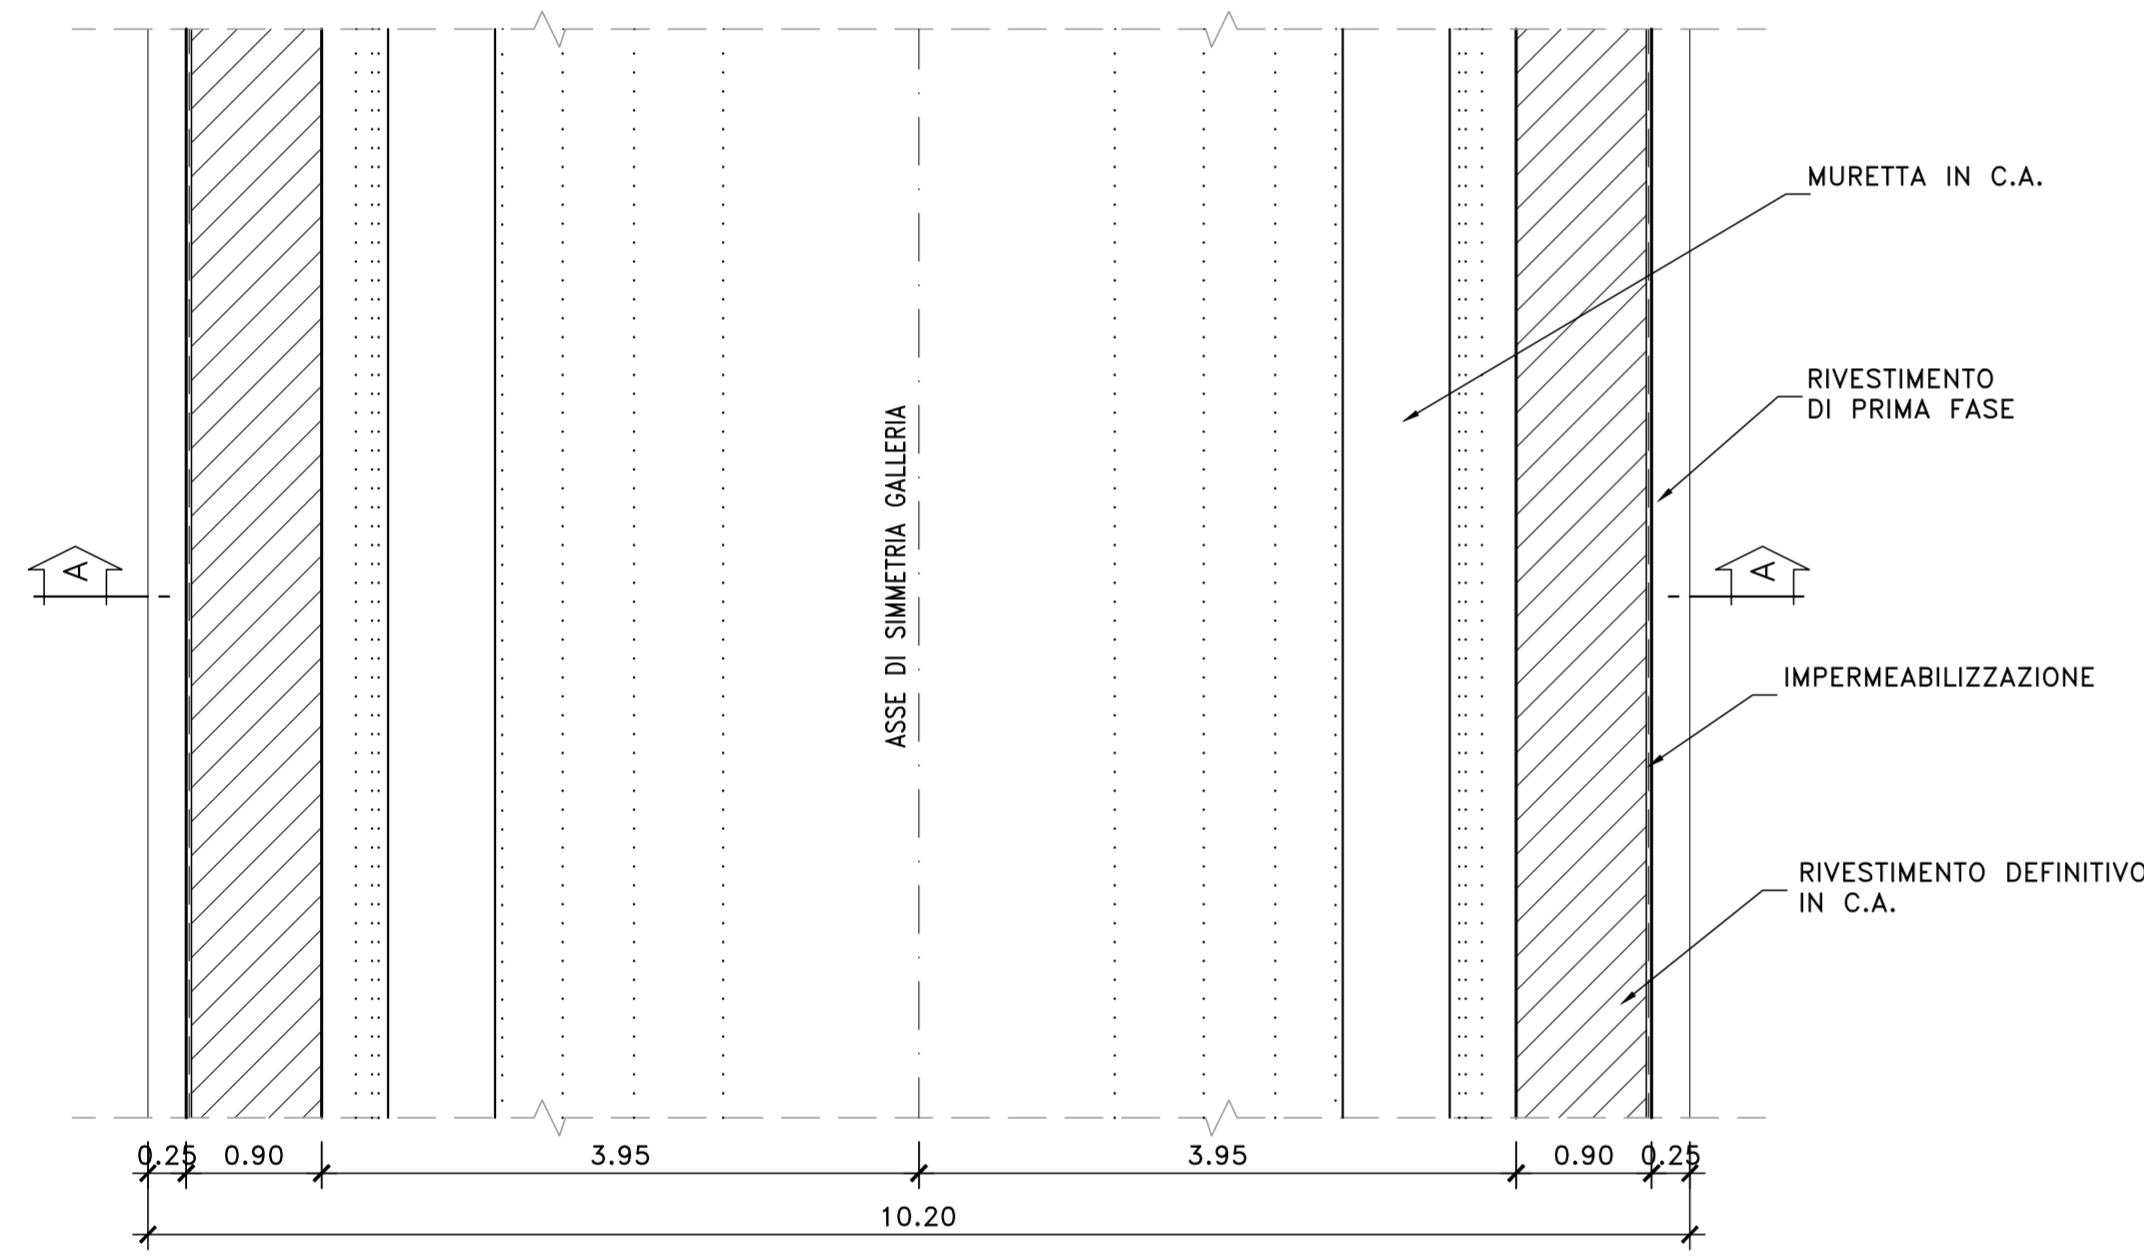 MURETTA IN C.A.
RIVESTIMENTO
DI PRIMA FASE
ASSE DI SIMMETRIA GALLERIA
A
A
IMPERMEABILIZZAZIONE
RIVESTIMENTO DEFINITIVO
IN C.A.
0.25 0.90 3.95 3.95 0.90 0.25
10.20